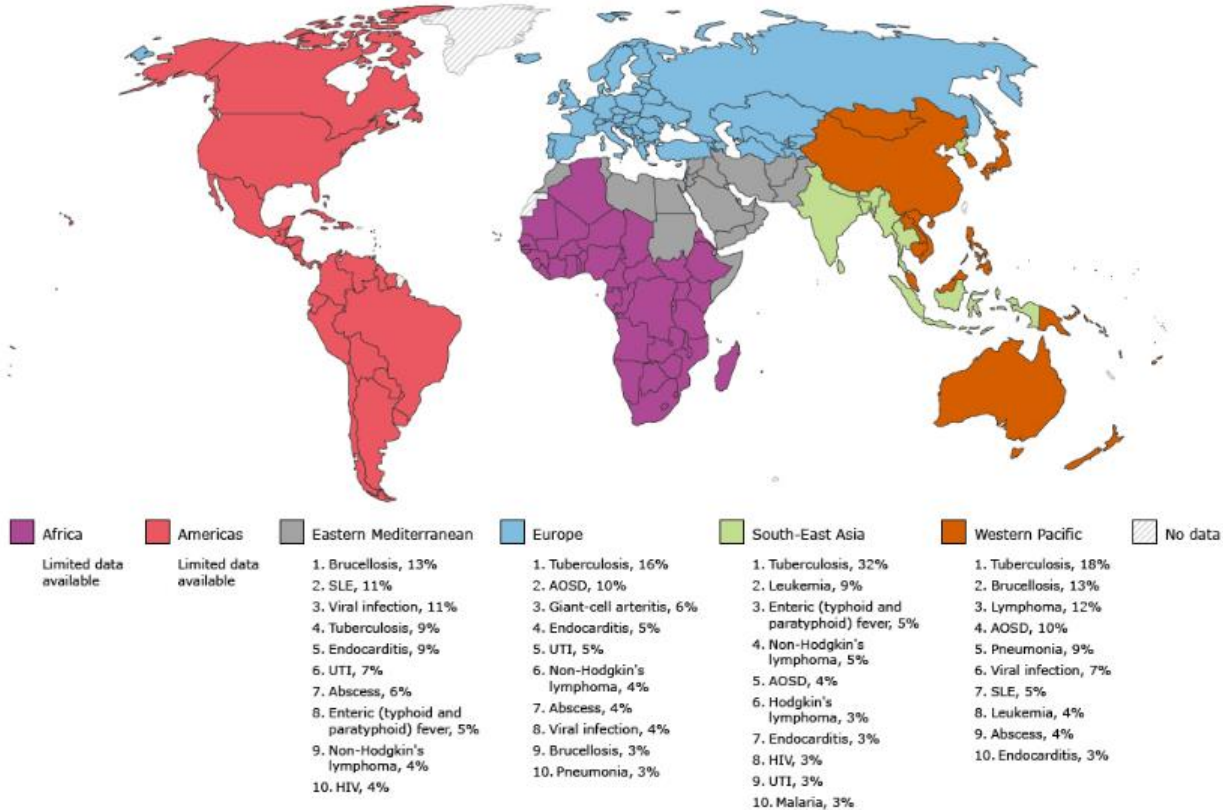 Africa
Limited data
available
Americas
Limited data
available
Eastern Mediterranean
1. Brucellosis, 13%
2. SLE, 11%
3. Viral infection, 11%
4. Tuberculosis, 9%
5. Endocarditis, 9%
6. UTI, 7%
7. Abscess, 6%
8. Enteric (typhoid and
paratyphoid) fever, 5%
9. Non-Hodgkin's
lymphoma, 4%
10. HIV, 4%
Europe
1. Tuberculosis, 16%
2. AOSD, 10%
3. Giant-cell arteritis, 6%
4. Endocarditis, 5%
5. UTI, 5%
6. Non-Hodgkin's
lymphoma, 4%
7. Abscess, 4%
8. Viral infection, 4%
9. Brucellosis, 3%
10. Pneumonia, 3%
South-East Asia
1. Tuberculosis, 32%
2. Leukemia, 9%
3. Enteric (typhoid and
paratyphoid) fever, 5%
4. Non-Hodgkin's
lymphoma, 5%
5. AOSD, 4%
6. Hodgkin's
lymphoma, 3%
7. Endocarditis, 3%
8. HIV, 3%
9. UTI, 3%
10. Malaria, 3%
Western Pacific
1. Tuberculosis, 18%
2. Brucellosis, 13%
3. Lymphoma, 12%
4. AOSD, 10%
5. Pneumonia, 9%
6. Viral infection, 7%
7. SLE, 5%
8. Leukemia, 4%
9. Abscess, 4%
10. Endocarditis, 3%
No data